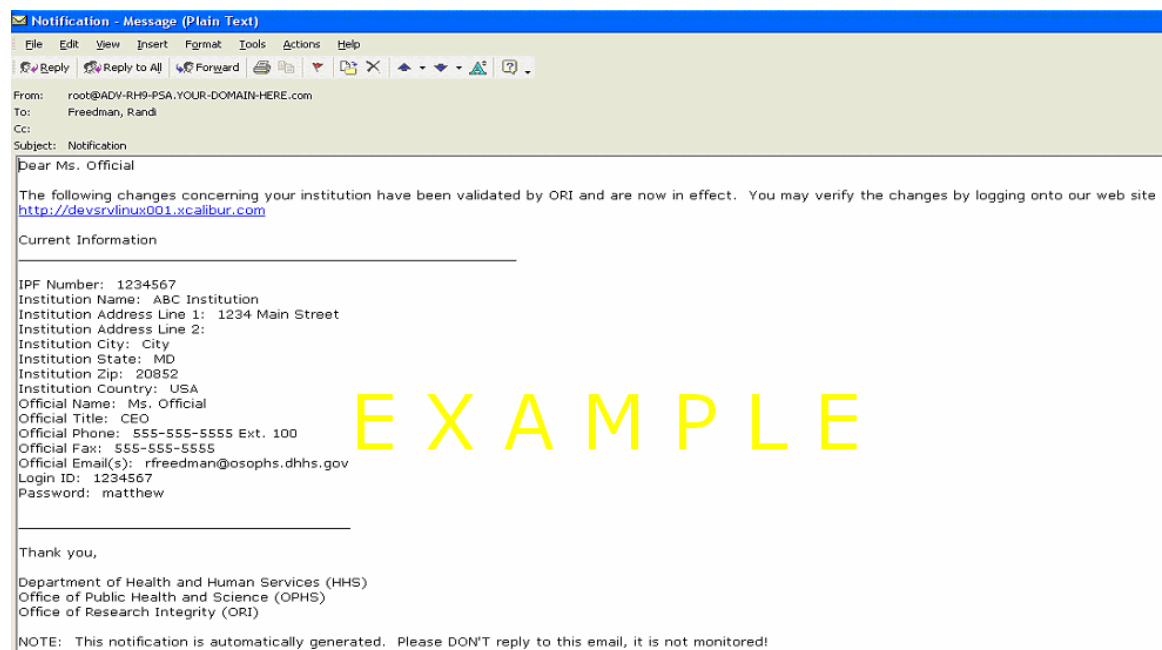 Notification - Message (Plain Text)
File Edit View Insert Format Tools Actions Help
Reply Reply to All Forward
From: root@ADV-RH9-PSA.YOUR-DOMAIN-HERE.com
To: Freedman, Randi
Cc:
Subject: Notification
Dear Ms. Official
The following changes concerning your institution have been validated by ORI and are now in effect. You may verify the changes by logging onto our web site
http://devsrvlinux001.xcalibur.com
Current Information
IPF Number: 1234567
Institution Name: ABC Institution
Institution Address Line 1: 1234 Main Street
Institution Address Line 2:
Institution City: City
Institution State: MD
Institution Zip: 20852
Institution Country: USA
Official Name: Ms. Official
Official Title: CEO
Official Phone: 555-555-5555 Ext. 100
Official Fax: 555-555-5555
Official Email(s): rfreedman@osophs.dhhs.gov
Login ID: 1234567
Password: matthew
E X A M P L E
Thank you,
Department of Health and Human Services (HHS)
Office of Public Health and Science (OPHS)
Office of Research Integrity (ORI)
NOTE: This notification is automatically generated. Please DON'T reply to this email, it is not monitored!